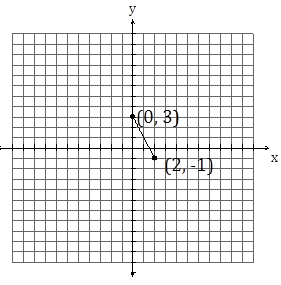 y
(0, 3)
x
(2, -1)